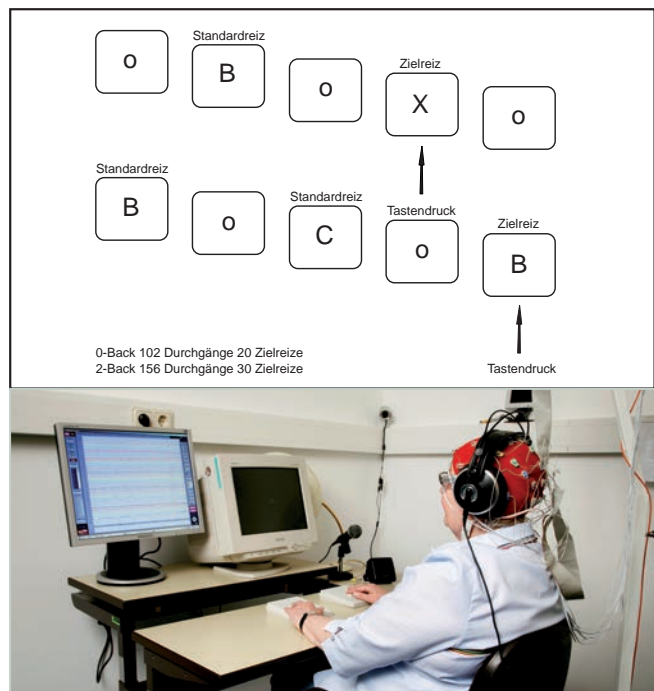 Standardreiz
Zielreiz
o
B
o
X
o
Standardreiz
Standardreiz
Tastendruck
Zielreiz
B
o
C
o
B
0-Back 102 Durchgänge 20 Zielreize
2-Back 156 Durchgänge 30 Zielreize
Tastendruck